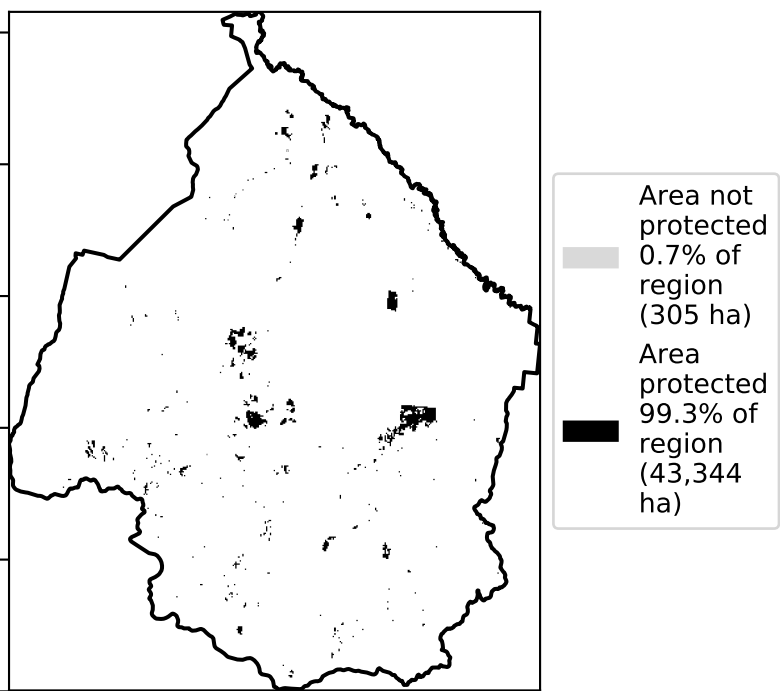 Area not
protected
0.7% of
region
(305 ha)
Area
protected
99.3% of
region
(43,344
ha)